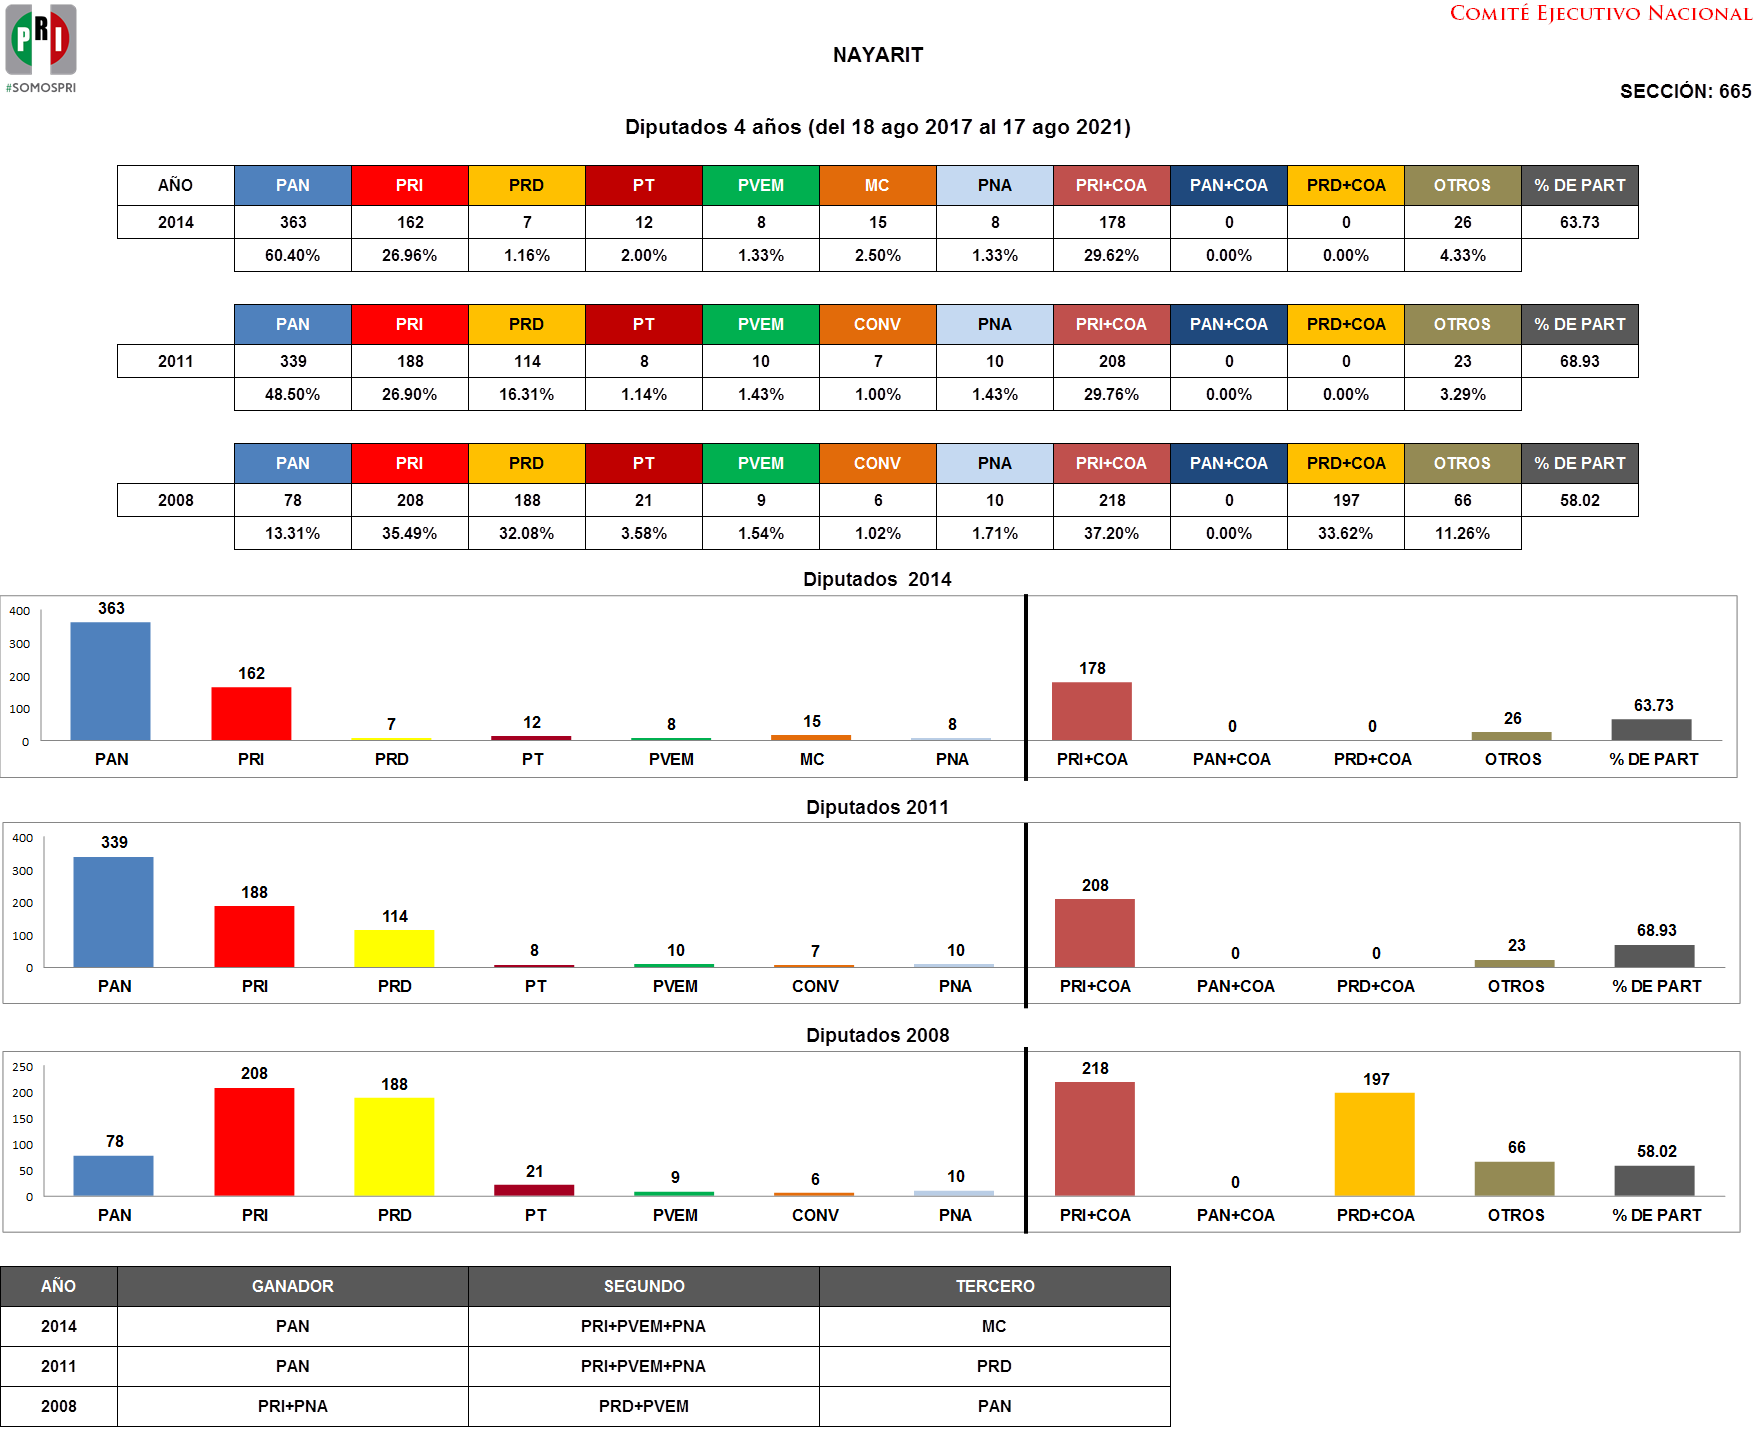 PRI
#SOMOSPRI
COMITÉ EJECUTIVO NACIONAL
NAYARIT
SECCIÓN: 665
Diputados 4 años (del 18 ago 2017 al 17 ago 2021)
AÑO PAN PRI PRD PT PVEM MC PNA PRI+COA PAN+COA PRD+COA OTROS % DE PART
2014 363 162 7 12 8 15 8 178 0 0 26 63.73
60.40% 26.96% 1.16% 2.00% 1.33% 2.50% 1.33% 29.62% 0.00% 0.00% 4.33%
PAN PRI PRD PT PVEM CONV PNA PRI+COA PAN+COA PRD+COA OTROS % DE PART
2011 339 188 114 8 10 7 10 208 0 0 23 68.93
48.50% 26.90% 16.31% 1.14% 1.43% 1.00% 1.43% 29.76% 0.00% 0.00% 3.29%
PAN PRI PRD PT PVEM CONV PNA PRI+COA PAN+COA PRD+COA OTROS % DE PART
2008 78 208 188 21 9 6 10 218 0 197 66 58.02
13.31% 35.49% 32.08% 3.58% 1.54% 1.02% 1.71% 37.20% 0.00% 33.62% 11.26%
Diputados 2014
400
300
200
100
0
363 162 7 12 8 15 8 178 0 0 26 63.73
PAN PRI PRD PT PVEM MC PNA PRI+COA PAN+COA PRD+COA OTROS % DE PART
Diputados 2011
400
300
200
100
0
339 188 114 8 10 7 10 208 0 0 23 68.93
PAN PRI PRD PT PVEM CONV PNA PRI+COA PAN+COA PRD+COA OTROS % DE PART
Diputados 2008
250
200
150
100
50
0
78 208 188 21 9 6 10 218 0 197 66 58.02
PAN PRI PRD PT PVEM CONV PNA PRI+COA PAN+COA PRD+COA OTROS % DE PART
AÑO GANADOR SEGUNDO TERCERO
2014 PAN PRI+PVEM+PNA MC
2011 PAN PRI+PVEM+PNA PRD
2008 PRI+PNA PRD+PVEM PAN